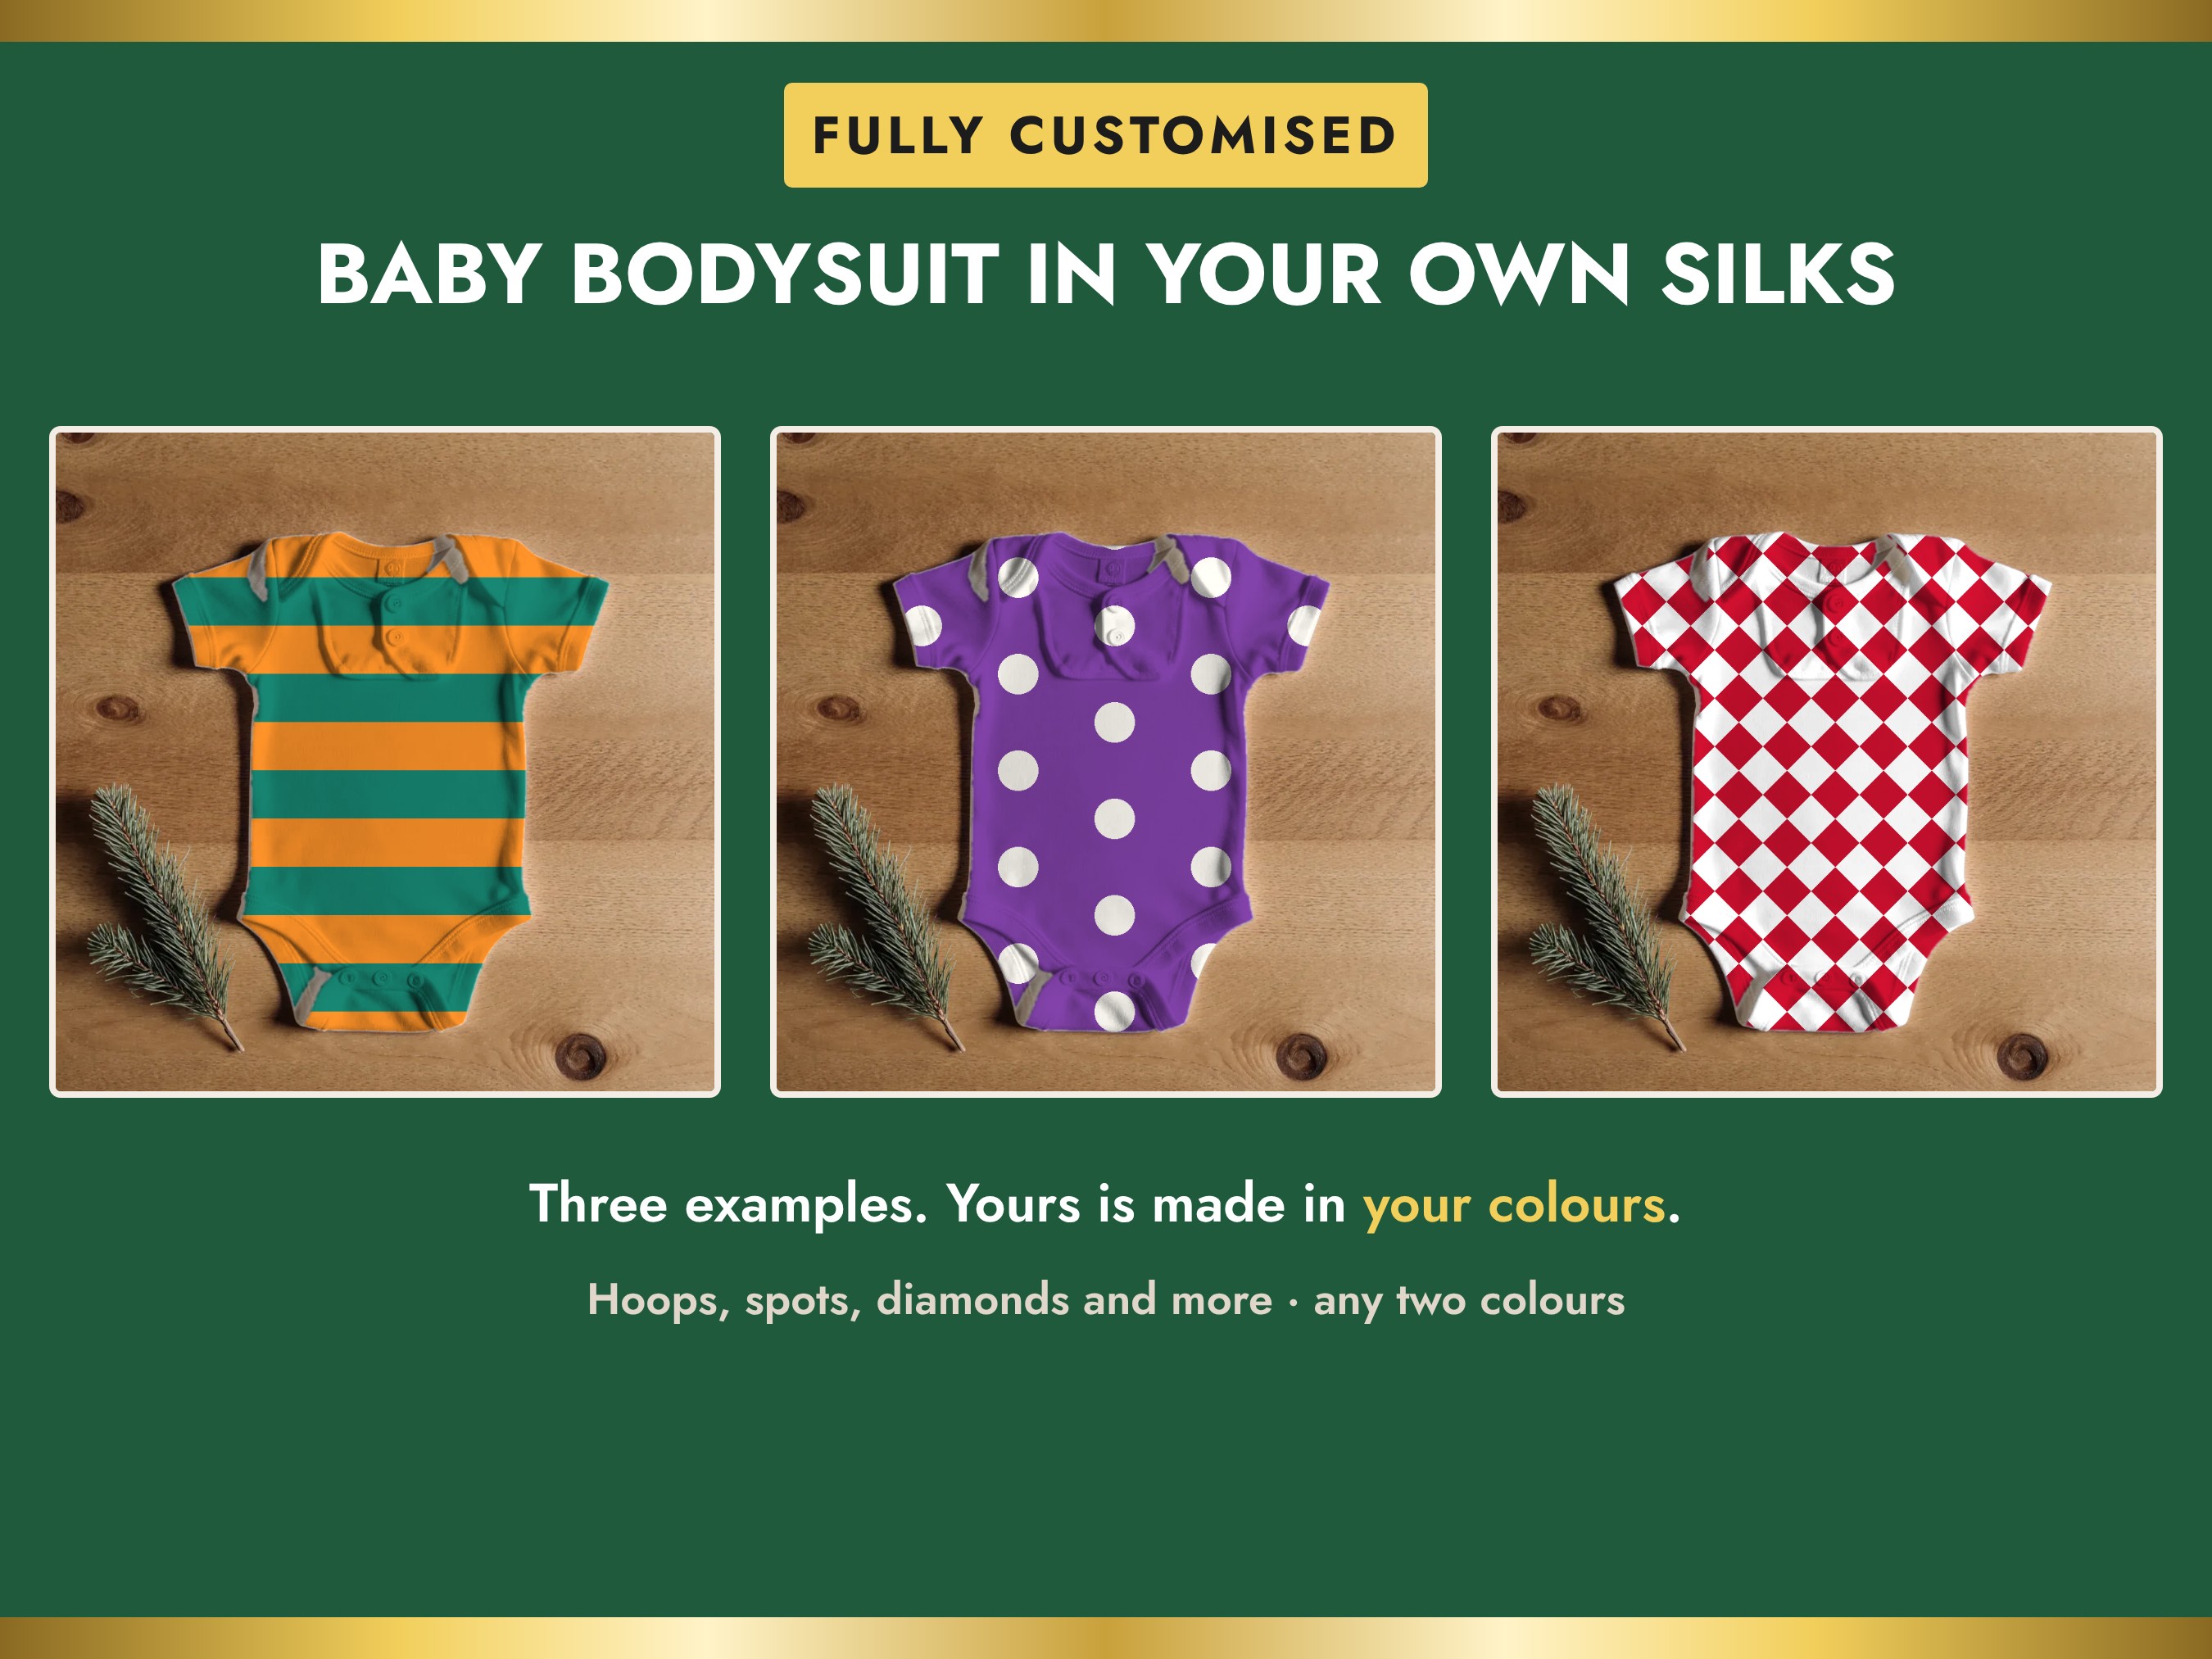 FULLY CUSTOMISED
BABY BODYSUIT IN YOUR OWN SILKS
Three examples. Yours is made in your colours.
Hoops, spots, diamonds and more · any two colours